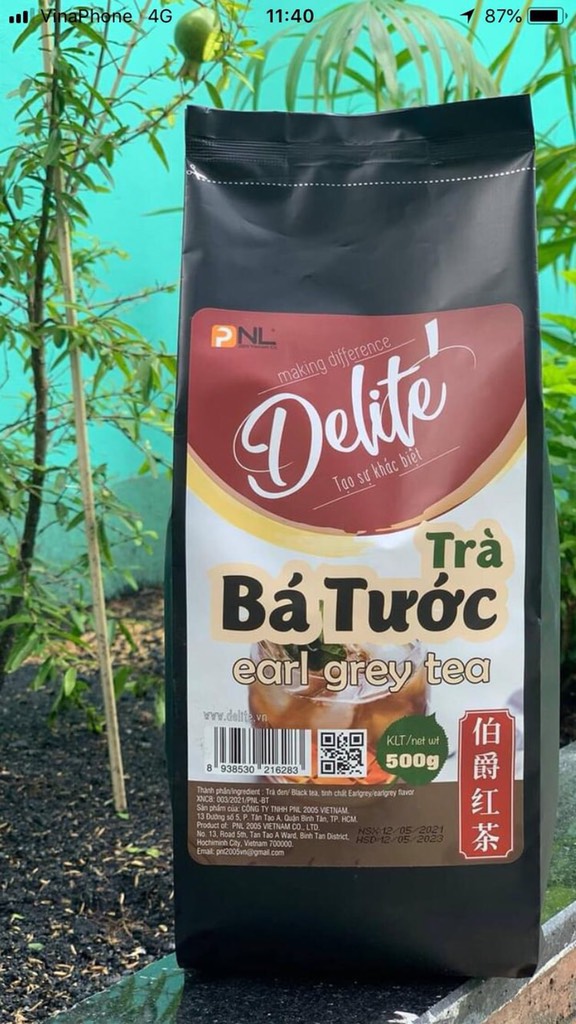 VinaPhone 4G 11:40 87%
PNL
making difference
Delite
Tạo sự khác biệt
Trà
Bá Tước
earl grey tea
www.delite.vn
KLT/net wt
500g
8 938530 216283
伯爵红茶
Thành phần/ingredient : Trà đen/ Black tea, tinh chất Earlgrey/earlgrey flavor
XNCB: 003/2021/PNL-BT
Sản phẩm của: CÔNG TY TNHH PNL 2005 VIETNAM.
13 Đường số 5, P. Tân Tạo A, Quận Bình Tân, TP. HCM.
Product of: PNL 2005 VIETNAM CO., LTD.
No. 13, Road 5th, Tan Tao A Ward, Binh Tan District,
Hochiminh City, Vietnam 700000.
Email: pnl2005vn@gmail.com
NSX:12/05/2021
HSD:12/05/2023